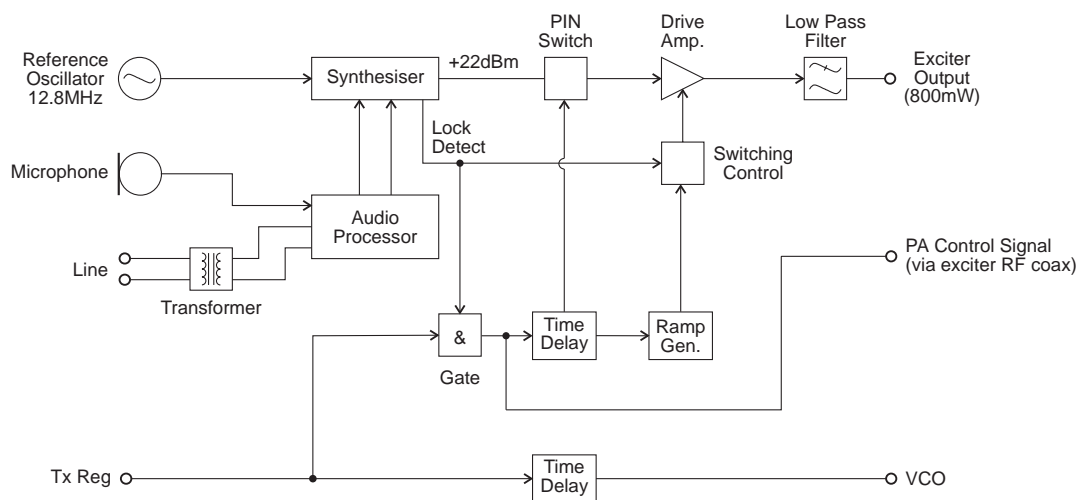 PIN
Switch
Drive
Amp.
Low Pass
Filter
Reference
Oscillator
12.8MHz
Synthesiser
+22dBm
Exciter
Output
(800mW)
Lock
Detect
Switching
Control
Microphone
Audio
Processor
Line
Transformer
PA Control Signal
(via exciter RF coax)
&
Gate
Time
Delay
Ramp
Gen.
Tx Reg
Time
Delay
VCO